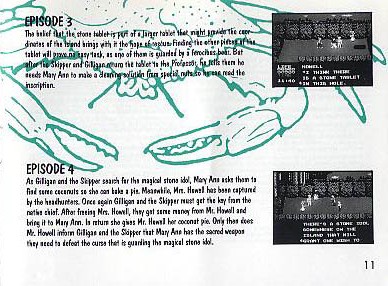 EPISODE 3
The belief that the stone tablet is part of a larger tablet that might provide the coor-
dinates of the island brings with it the hope of rescue. Finding the other pieces of the
tablet will prove no easy task, as one of them is guarded by a ferocious bear. But
after the Skipper and Gilligan return the tablet to the Professor, he tells them he
needs Mary Ann to make a cleaning solution from special nuts so he can read the
inscription.
HOWELL
"I THINK THERE
IS A STONE TABLET
IN THIS HOLE.
EPISODE 4
As Gilligan and the Skipper search for the magical stone idol, Mary Ann asks them to
find some coconuts so she can bake a pie. Meanwhile, Mrs. Howell has been captured
by the headhunters. Once again Gilligan and the Skipper must get the key from the
native chief. After freeing Mrs. Howell, they get some money from Mr. Howell and
bring it to Mary Ann. In return she gives Mr. Howell her coconut pie. Only then does
Mr. Howell inform Gilligan and the Skipper that Mary Ann has the sacred weapon
they need to defeat the curse that is guarding the magical stone idol.
THERE'S A STONE IDOL
SOMEWHERE ON THE
ISLAND THAT WILL
GRANT ONE WISH TO
11